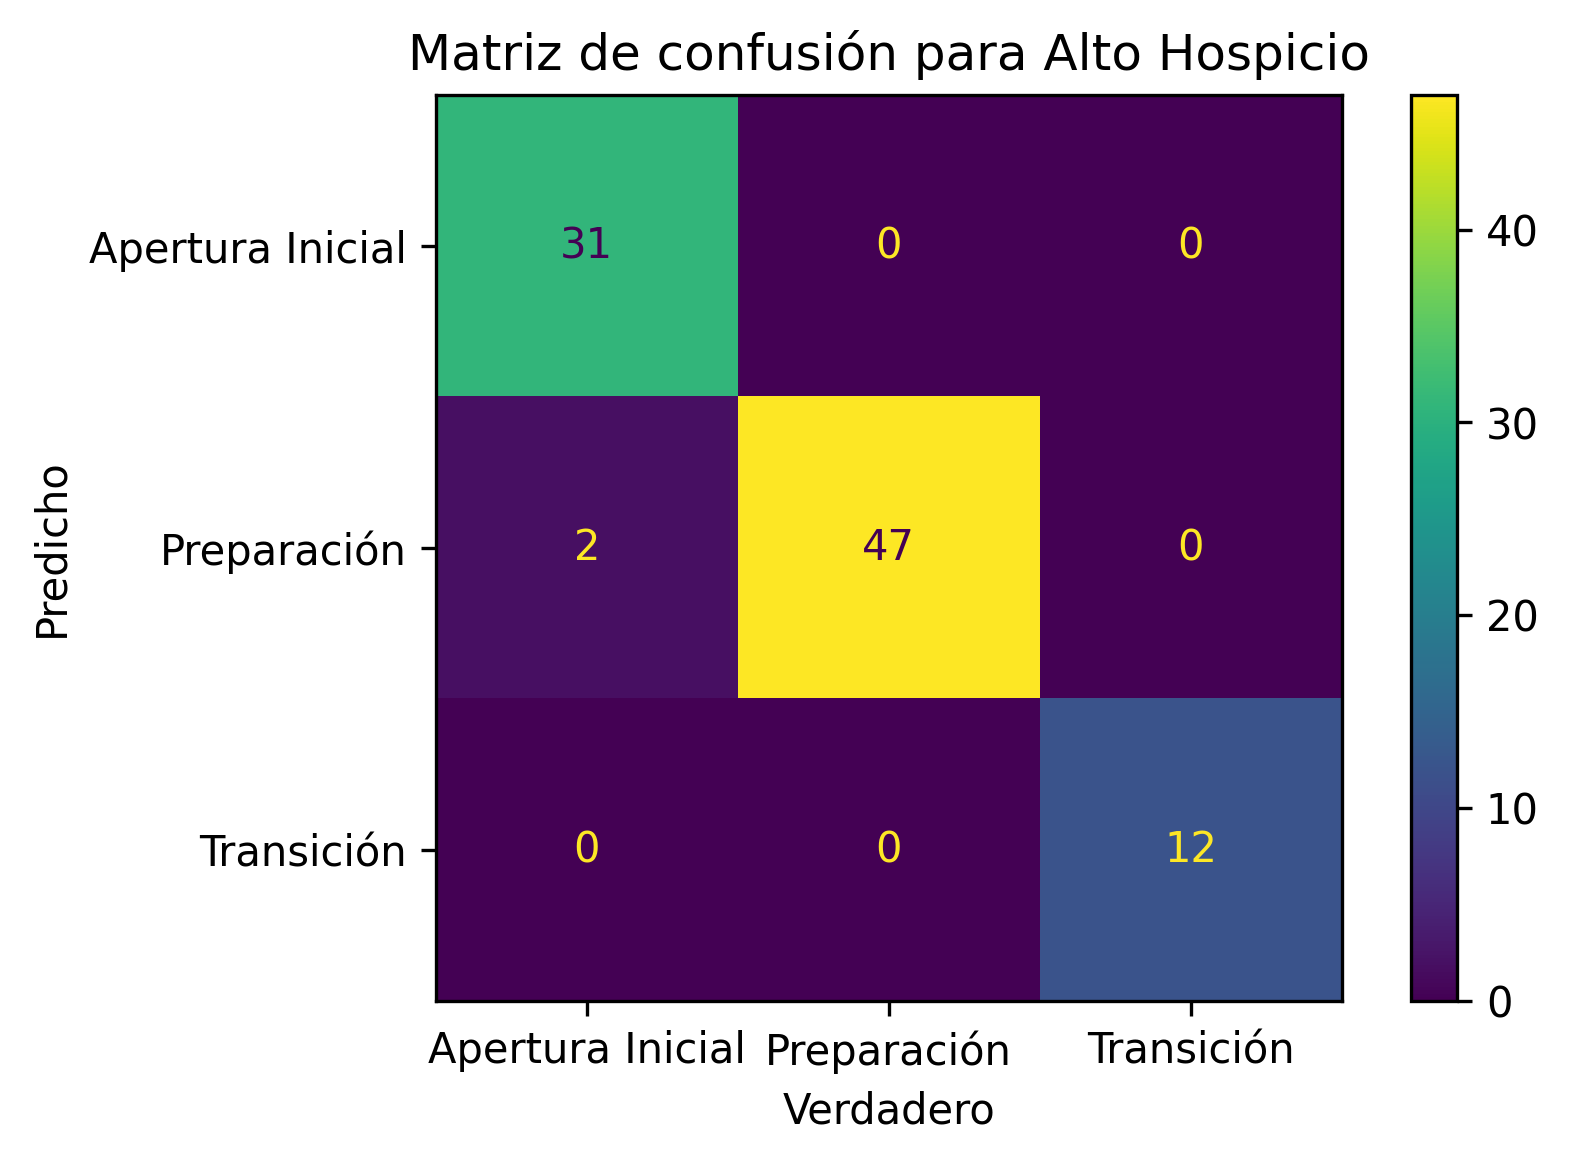 Matriz de confusión para Alto Hospicio
Apertura Inicial
31 0 0
Preparación
2 47 0
Transición
0 0 12
Predicho
Apertura Inicial Preparación Transición
Verdadero
40
30
20
10
0